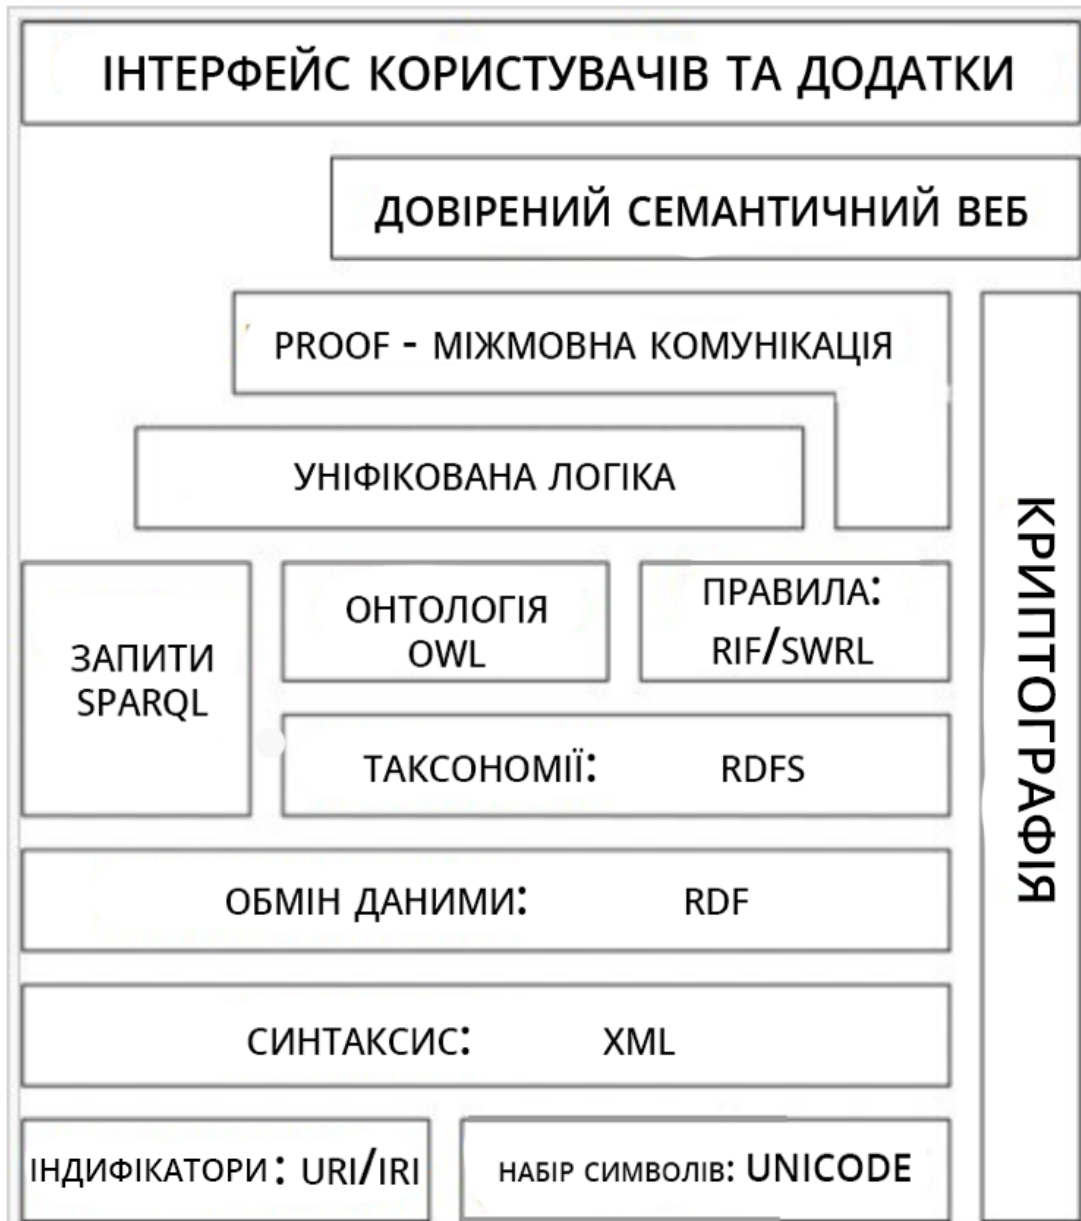 ІНТЕРФЕЙС КОРИСТУВАЧІВ ТА ДОДАТКИ
ДОВІРЕНИЙ СЕМАНТИЧНИЙ ВЕБ
PROOF - МІЖМОВНА КОМУНІКАЦІЯ
УНІФІКОВАНА ЛОГІКА
ЗАПИТИ
SPARQL
ОНТОЛОГІЯ
OWL
ПРАВИЛА:
RIF/SWRL
ТАКСОНОМІЇ: RDFS
ОБМІН ДАНИМИ: RDF
СИНТАКСИС: XML
ІНДИФІКАТОРИ: URI/IRI
НАБІР СИМВОЛІВ: UNICODE
КРИПТОГРАФІЯ